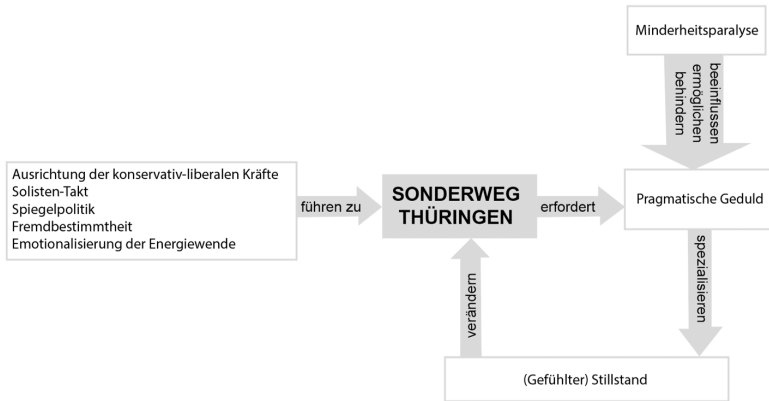 Minderheitsparalyse
beeinflussen
ermöglichen
behindern
Ausrichtung der konservativ-liberalen Kräfte
Solisten-Takt
Spiegelpolitik
Fremdbestimmtheit
Emotionalisierung der Energiewende
führen zu
SONDERWEG
THÜRINGEN
erfordert
Pragmatische Geduld
spezialisieren
verändern
(Gefühlter) Stillstand